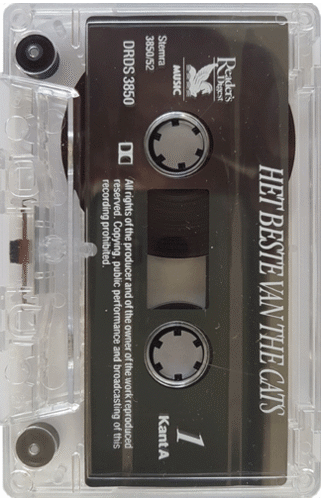 HET BESTE VAN THE CATS
Reader's
Digest
MUSIC
Stemra
3850/52
DRDS 3850
1
Kant A
All rights of the producer and of the owner of the work reproduced
reserved. Copying, public performance and broadcasting of this
recording prohibited.